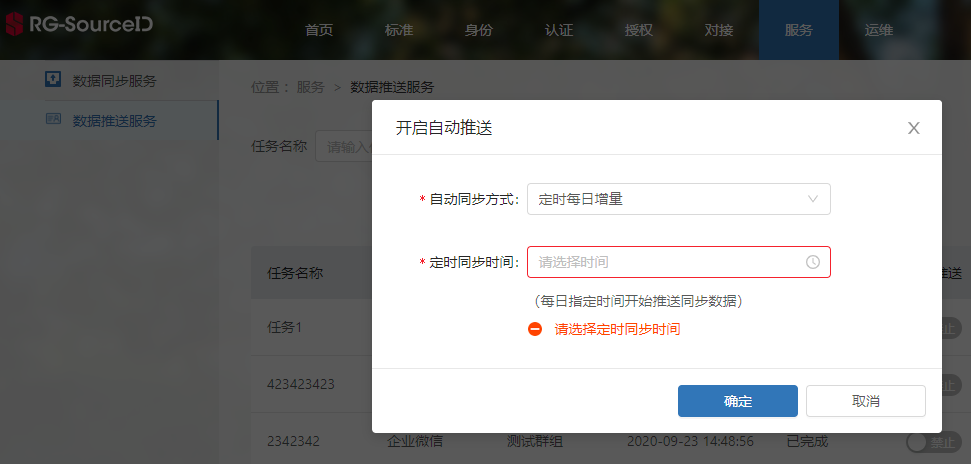 RG-SourceID 首页 标准 身份 认证 授权 对接 服务 运维
数据同步服务
数据推送服务
位置： 服务 > 数据推送服务
任务名称 请输入
开启自动推送
* 自动同步方式： 定时每日增量
* 定时同步时间： 请选择时间
（每日指定时间开始推送同步数据）
请选择定时同步时间
确定 取消
任务名称 推送
任务1 止
423423423 止
2342342 企业微信 测试群组 2020-09-23 14:48:56 已完成 禁止